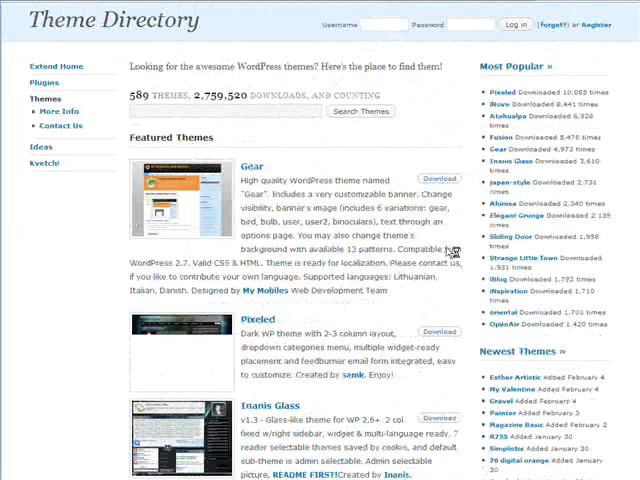 Theme Directory
Username Password Log in (forgot?) or Register
Extend Home
Plugins
Themes
More Info
Contact Us
Ideas
Kvetch!
Looking for the awesome WordPress themes? Here's the place to find them!
589 THEMES, 2,759,520 DOWNLOADS, AND COUNTING
Search Themes
Featured Themes
Gear
Download
High quality WordPress theme named
"Gear". Includes a very customizable banner. Change
visibility, banner's image (includes 6 variations: gear,
bird, bulb, user, user2, binoculars), text through an
options page. You may also change theme's
background with available 13 patterns. Compatible
WordPress 2.7. Valid CSS & HTML. Theme is ready for localization. Please contact us,
if you like to contribute your own language. Supported languages: Lithuanian,
Italian, Danish. Designed by My Mobiles Web Development Team
Pixeled
Download
Dark WP theme with 2-3 column layout,
dropdown categories menu, multiple widget-ready
placement and feedburner email form integrated, easy
to customize. Created by samk. Enjoy!
Inanis Glass
Download
v1.3 - Glass-like theme for WP 2.6+ 2 col.
fixed w/right sidebar, widget & multi-language ready, 7
reader selectable themes saved by cookie, and default
sub-theme is admin selectable. Admin selectable
picture. README FIRST!!Created by Inanis.
Most Popular »
Pixeled Downloaded 10,085 times
iNove Downloaded 8,441 times
Atahualpa Downloaded 6,928
times
Fusion Downloaded 5,476 times
Gear Downloaded 4,972 times
Inanis Glass Downloaded 3,610
times
japan-style Downloaded 2,731
times
Ahimsa Downloaded 2,340 times
Elegant Grunge Downloaded 2,139
times
Sliding Door Downloaded 1,958
times
Strange Little Town Downloaded
1,931 times
iBlog Downloaded 1,792 times
iNspiration Downloaded 1,710
times
oriental Downloaded 1,701 times
OpenAir Downloaded 1,420 times
Newest Themes »
Esther Artistic Added February 4
My Valentine Added February 4
Gravel Added February 4
Painter Added February 3
Magazine Basic Added February 2
R755 Added January 30
Simplistix Added January 30
76 digital orange Added January
30